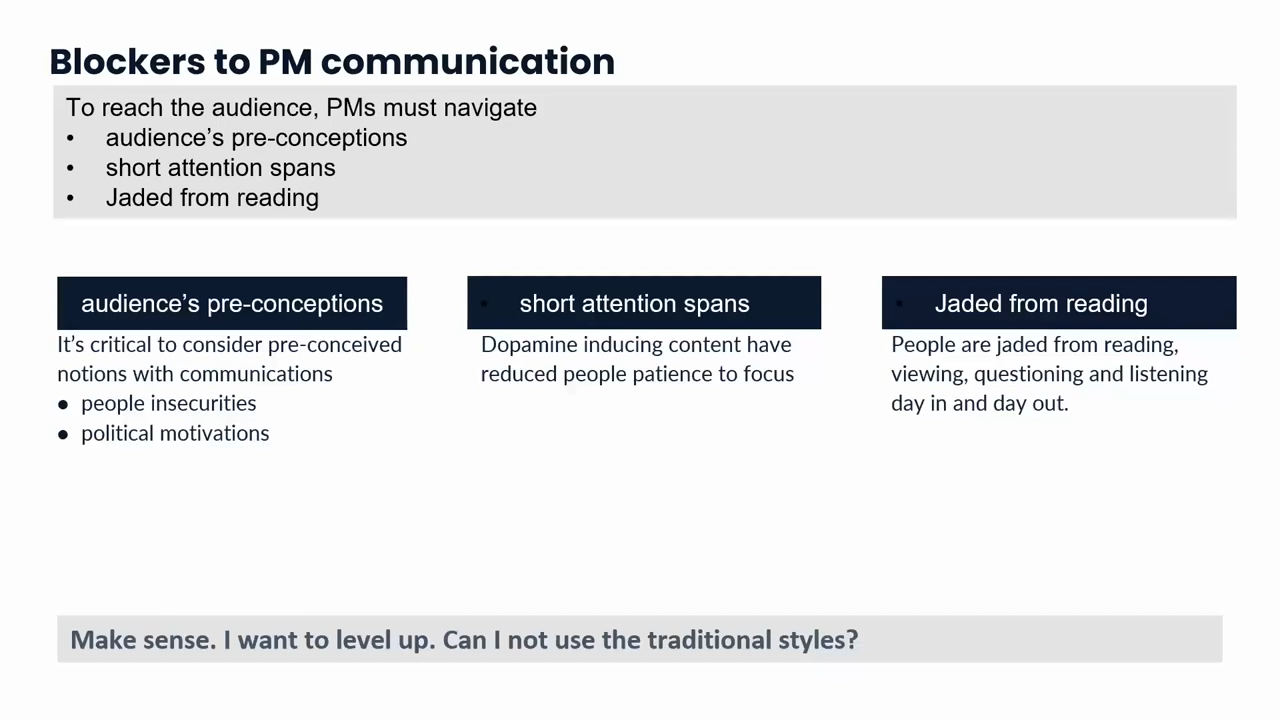 Blockers to PM communication
To reach the audience, PMs must navigate
• audience’s pre-conceptions
• short attention spans
• Jaded from reading
audience’s pre-conceptions
It’s critical to consider pre-conceived
notions with communications
● people insecurities
● political motivations
• short attention spans
Dopamine inducing content have
reduced people patience to focus
• Jaded from reading
People are jaded from reading,
viewing, questioning and listening
day in and day out.
Make sense. I want to level up. Can I not use the traditional styles?